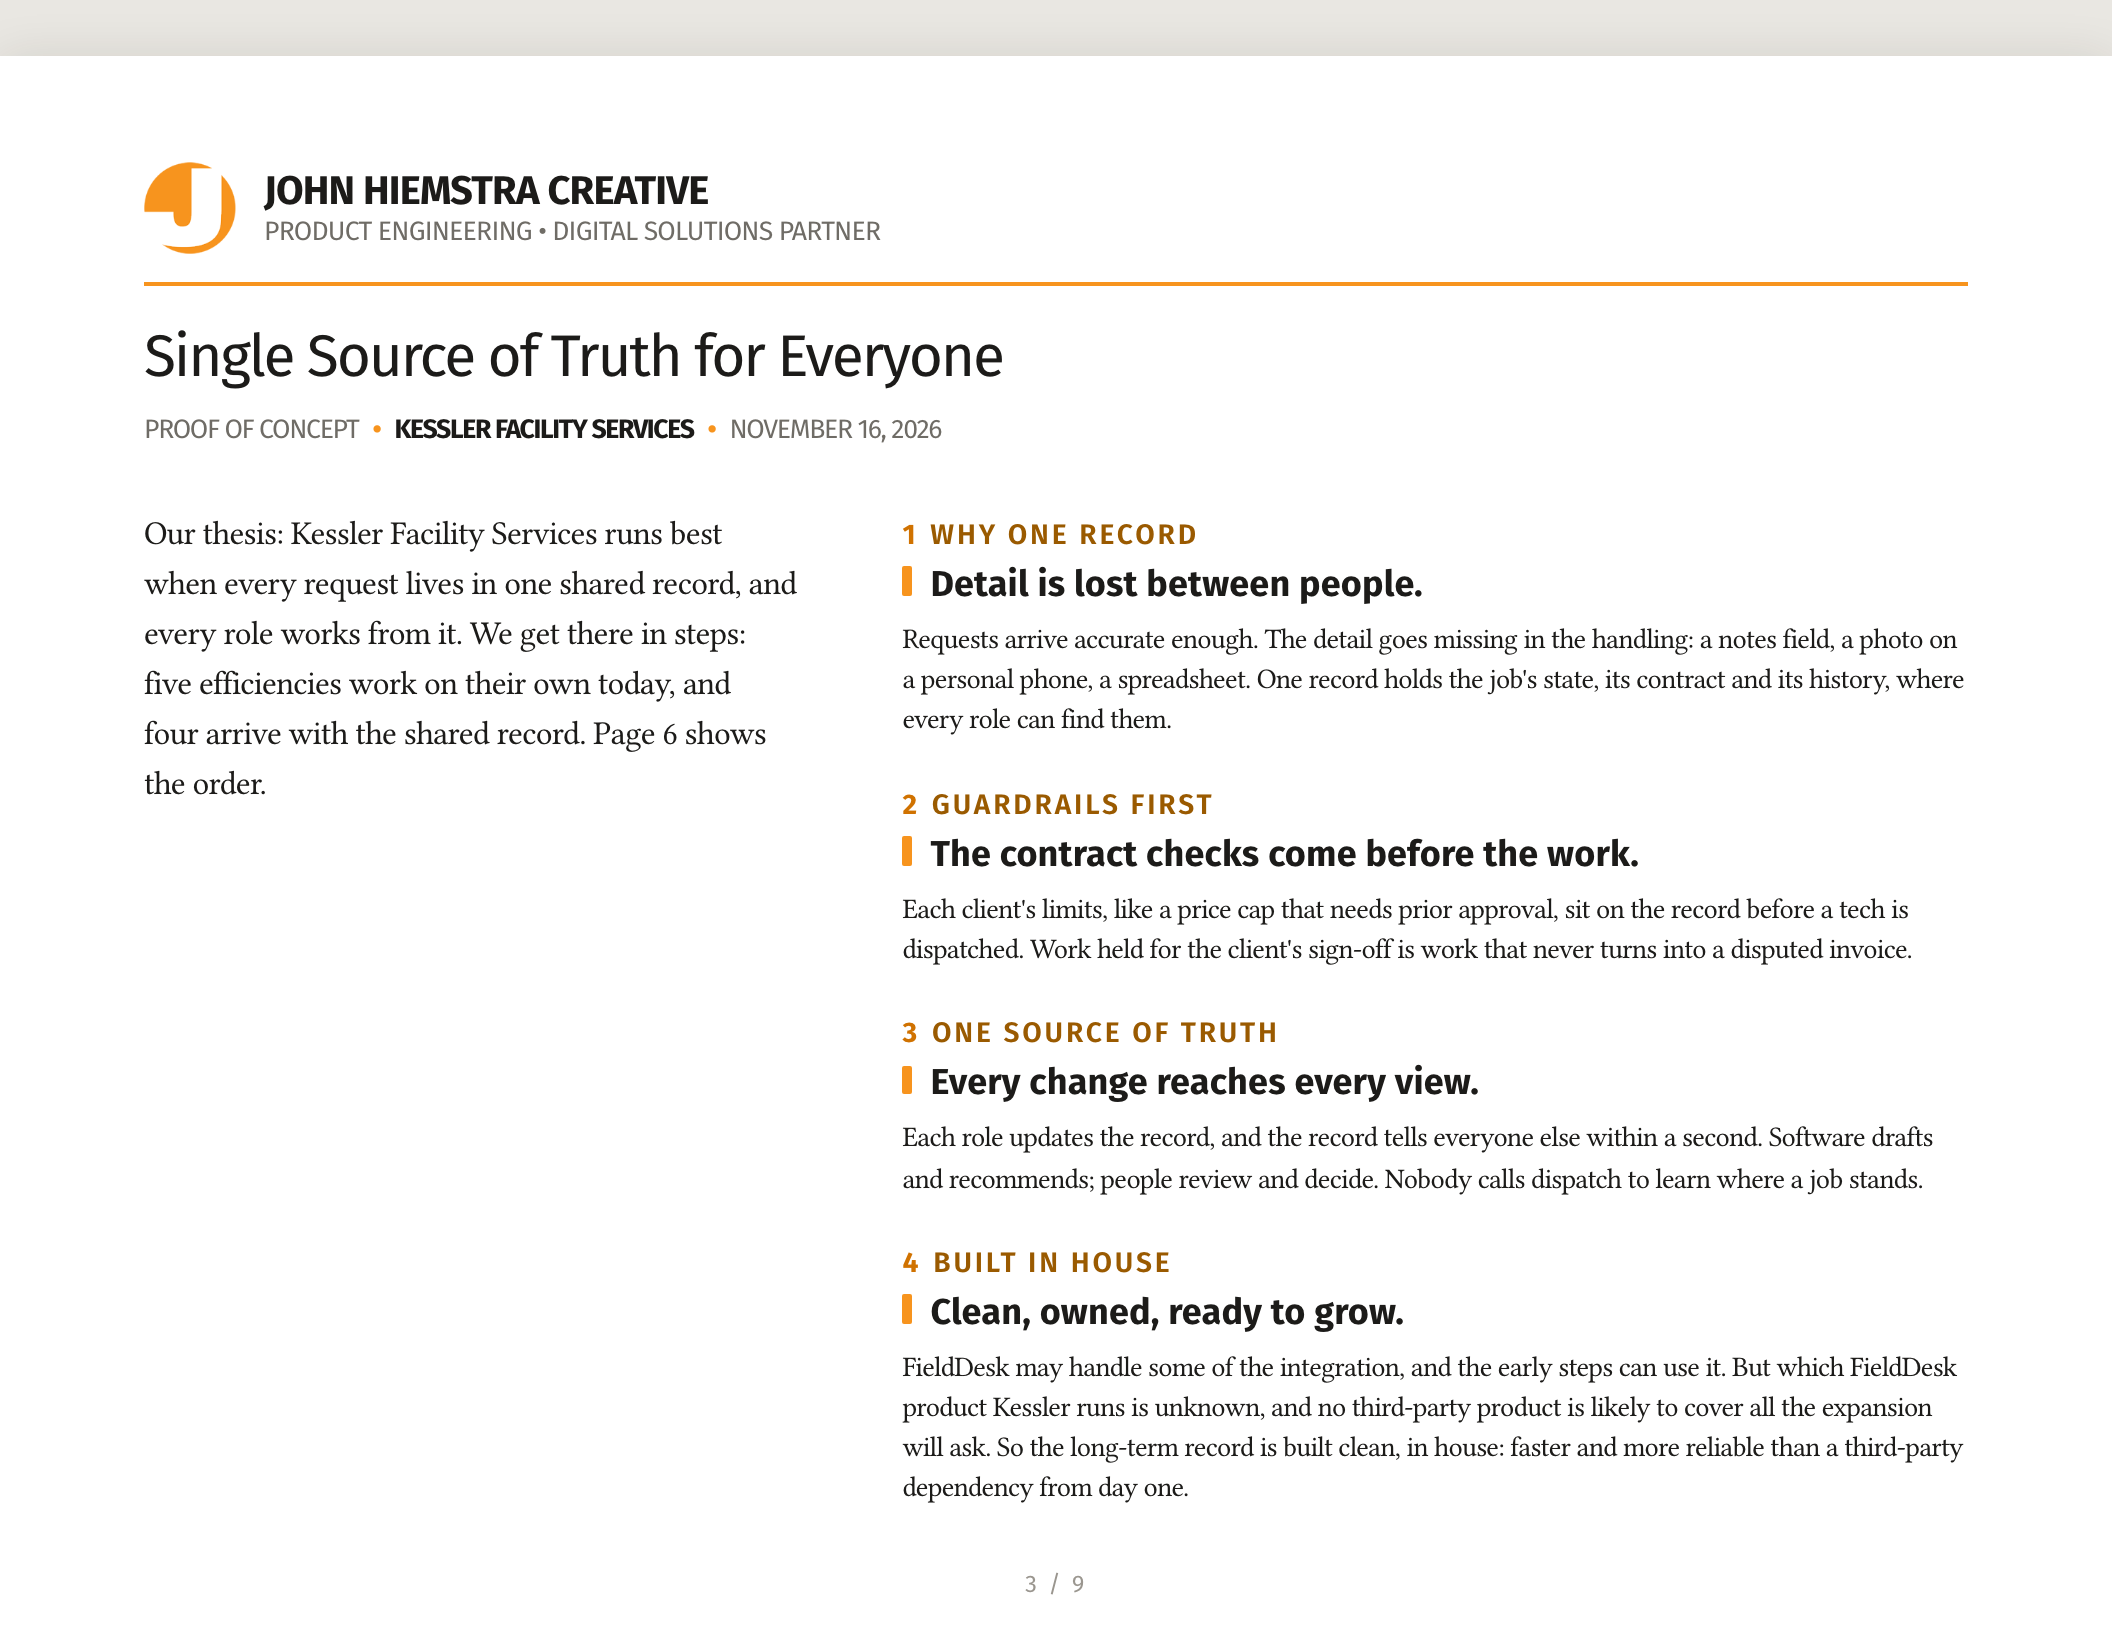 JOHN HIEMSTRA CREATIVE
PRODUCT ENGINEERING • DIGITAL SOLUTIONS PARTNER
Single Source of Truth for Everyone
PROOF OF CONCEPT • KESSLER FACILITY SERVICES • NOVEMBER 16, 2026
Our thesis: Kessler Facility Services runs best
when every request lives in one shared record, and
every role works from it. We get there in steps:
five efficiencies work on their own today, and
four arrive with the shared record. Page 6 shows
the order.
1 WHY ONE RECORD
Detail is lost between people.
Requests arrive accurate enough. The detail goes missing in the handling: a notes field, a photo on
a personal phone, a spreadsheet. One record holds the job's state, its contract and its history, where
every role can find them.
2 GUARDRAILS FIRST
The contract checks come before the work.
Each client's limits, like a price cap that needs prior approval, sit on the record before a tech is
dispatched. Work held for the client's sign-off is work that never turns into a disputed invoice.
3 ONE SOURCE OF TRUTH
Every change reaches every view.
Each role updates the record, and the record tells everyone else within a second. Software drafts
and recommends; people review and decide. Nobody calls dispatch to learn where a job stands.
4 BUILT IN HOUSE
Clean, owned, ready to grow.
FieldDesk may handle some of the integration, and the early steps can use it. But which FieldDesk
product Kessler runs is unknown, and no third-party product is likely to cover all the expansion
will ask. So the long-term record is built clean, in house: faster and more reliable than a third-party
dependency from day one.
3 / 9